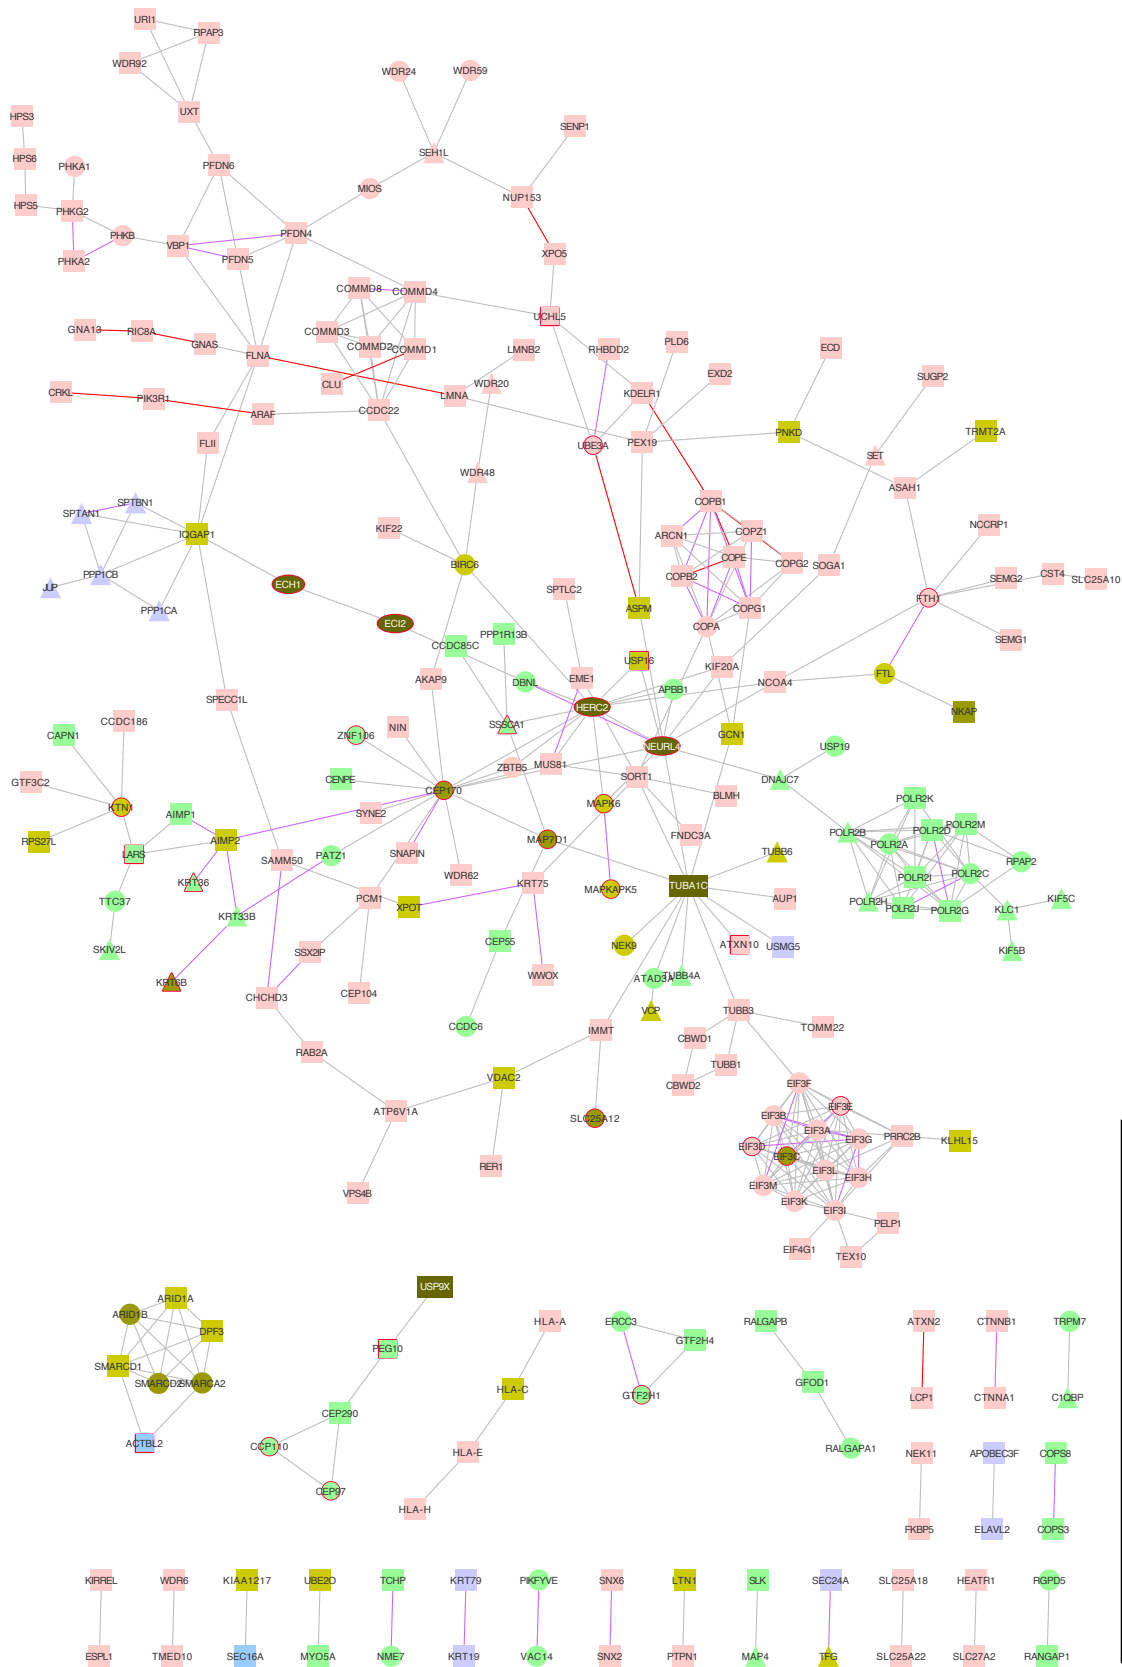 URI1
RPAP3
WDR92
UXT
WDR24
WDR59
HPS3
SENP1
HPS6
PHKA1
PFDN6
SEH1L
MIOS
NUP153
HPS5
PHKG2
PHKB
VBP1
PFDN4
PFDN5
PHKA2
XPO5
COMMD8
COMMD4
UCHL5
GNA13
RIC8A
GNAS
COMMD3
COMMD2
COMMD1
FLNA
LMNB2
RHBDD2
PLD6
ECD
CLU
WDR20
EXD2
SUGP2
CRKL
PIK3R1
ARAF
CCDC22
LMNA
KDELR1
FLII
UBE3A
PEX19
PNKD
TRMT2A
WDR48
SET
ASAH1
SPTAN1
SPTBN1
COPB1
IQGAP1
KIF22
ARCN1
COPZ1
NCCRP1
BIRC6
COPE
COPG2
SOGA1
JUP
PPP1CB
ECH1
SPTLC2
COPB2
SEMG2
CST4
SLC25A10
PPP1CA
ASPM
COPG1
FTH1
ECI2
COPA
PPP1R13B
CCDC85C
SEMG1
USP16
KIF20A
AKAP9
DBNL
EME1
APBB1
NCOA4
FTL
SPECC1L
HERC2
NKAP
CCDC186
SSSCA1
CAPN1
ZNF106
NIN
NEURL4
GCN1
USP19
GTF3C2
CENPE
ZBTB5
MUS81
SORT1
DNAJC7
KTN1
CEP170
BLMH
POLR2K
AIMP1
SYNE2
MAPK6
POLR2B
POLR2D
POLR2M
RPS27L
AIMP2
MAP7D1
FNDC3A
POLR2A
LARS
PATZ1
SNAPIN
TUBB6
RPAP2
SAMM50
WDR62
POLR2I
POLR2C
KRT36
KRT75
MAPKAPK5
TUBA1C
TTC37
PCM1
XPOT
AUP1
POLR2H
POLR2J
POLR2G
KLC1
KIF5C
KRT33B
CEP55
NEK9
ATXN10
USMG5
SKIV2L
SSX2IP
KIF5B
KRT6B
WWOX
ATAD3A
TUBB4A
CHCHD3
CEP104
VCP
CCDC6
IMMT
TUBB3
TOMM22
RAB2A
CBWD1
TUBB1
VDAC2
CBWD2
ATP6V1A
SLC25A12
EIF3F
EIF3E
EIF3B
EIF3A
EIF3G
PRRC2B
KLHL15
EIF3D
EIF3C
RER1
EIF3L
EIF3H
EIF3M
VPS4B
EIF3K
EIF3I
PELP1
EIF4G1
TEX10
USP9X
ARID1A
ARID1B
HLA-A
ERCC3
RALGAPB
ATXN2
CTNNB1
TRPM7
DPF3
PEG10
GTF2H4
SMARCD1
SMARCD2
SMARCA2
HLA-C
GTF2H1
GFOD1
LCP1
CTNNA1
C1QBP
CEP290
ACTBL2
CCP110
HLA-E
RALGAPA1
NEK11
APOBEC3F
COPS8
CEP97
HLA-H
FKBP5
ELAVL2
COPS3
KIRREL
WDR6
KIAA1217
UBE2O
TCHP
KRT79
PIKFYVE
SNX6
LTN1
SLK
SEC24A
SLC25A18
HEATR1
RGPD5
ESPL1
TMED10
SEC16A
MYO5A
NME7
KRT19
VAC14
SNX2
PTPN1
MAP4
TFG
SLC25A22
SLC27A2
RANGAP1